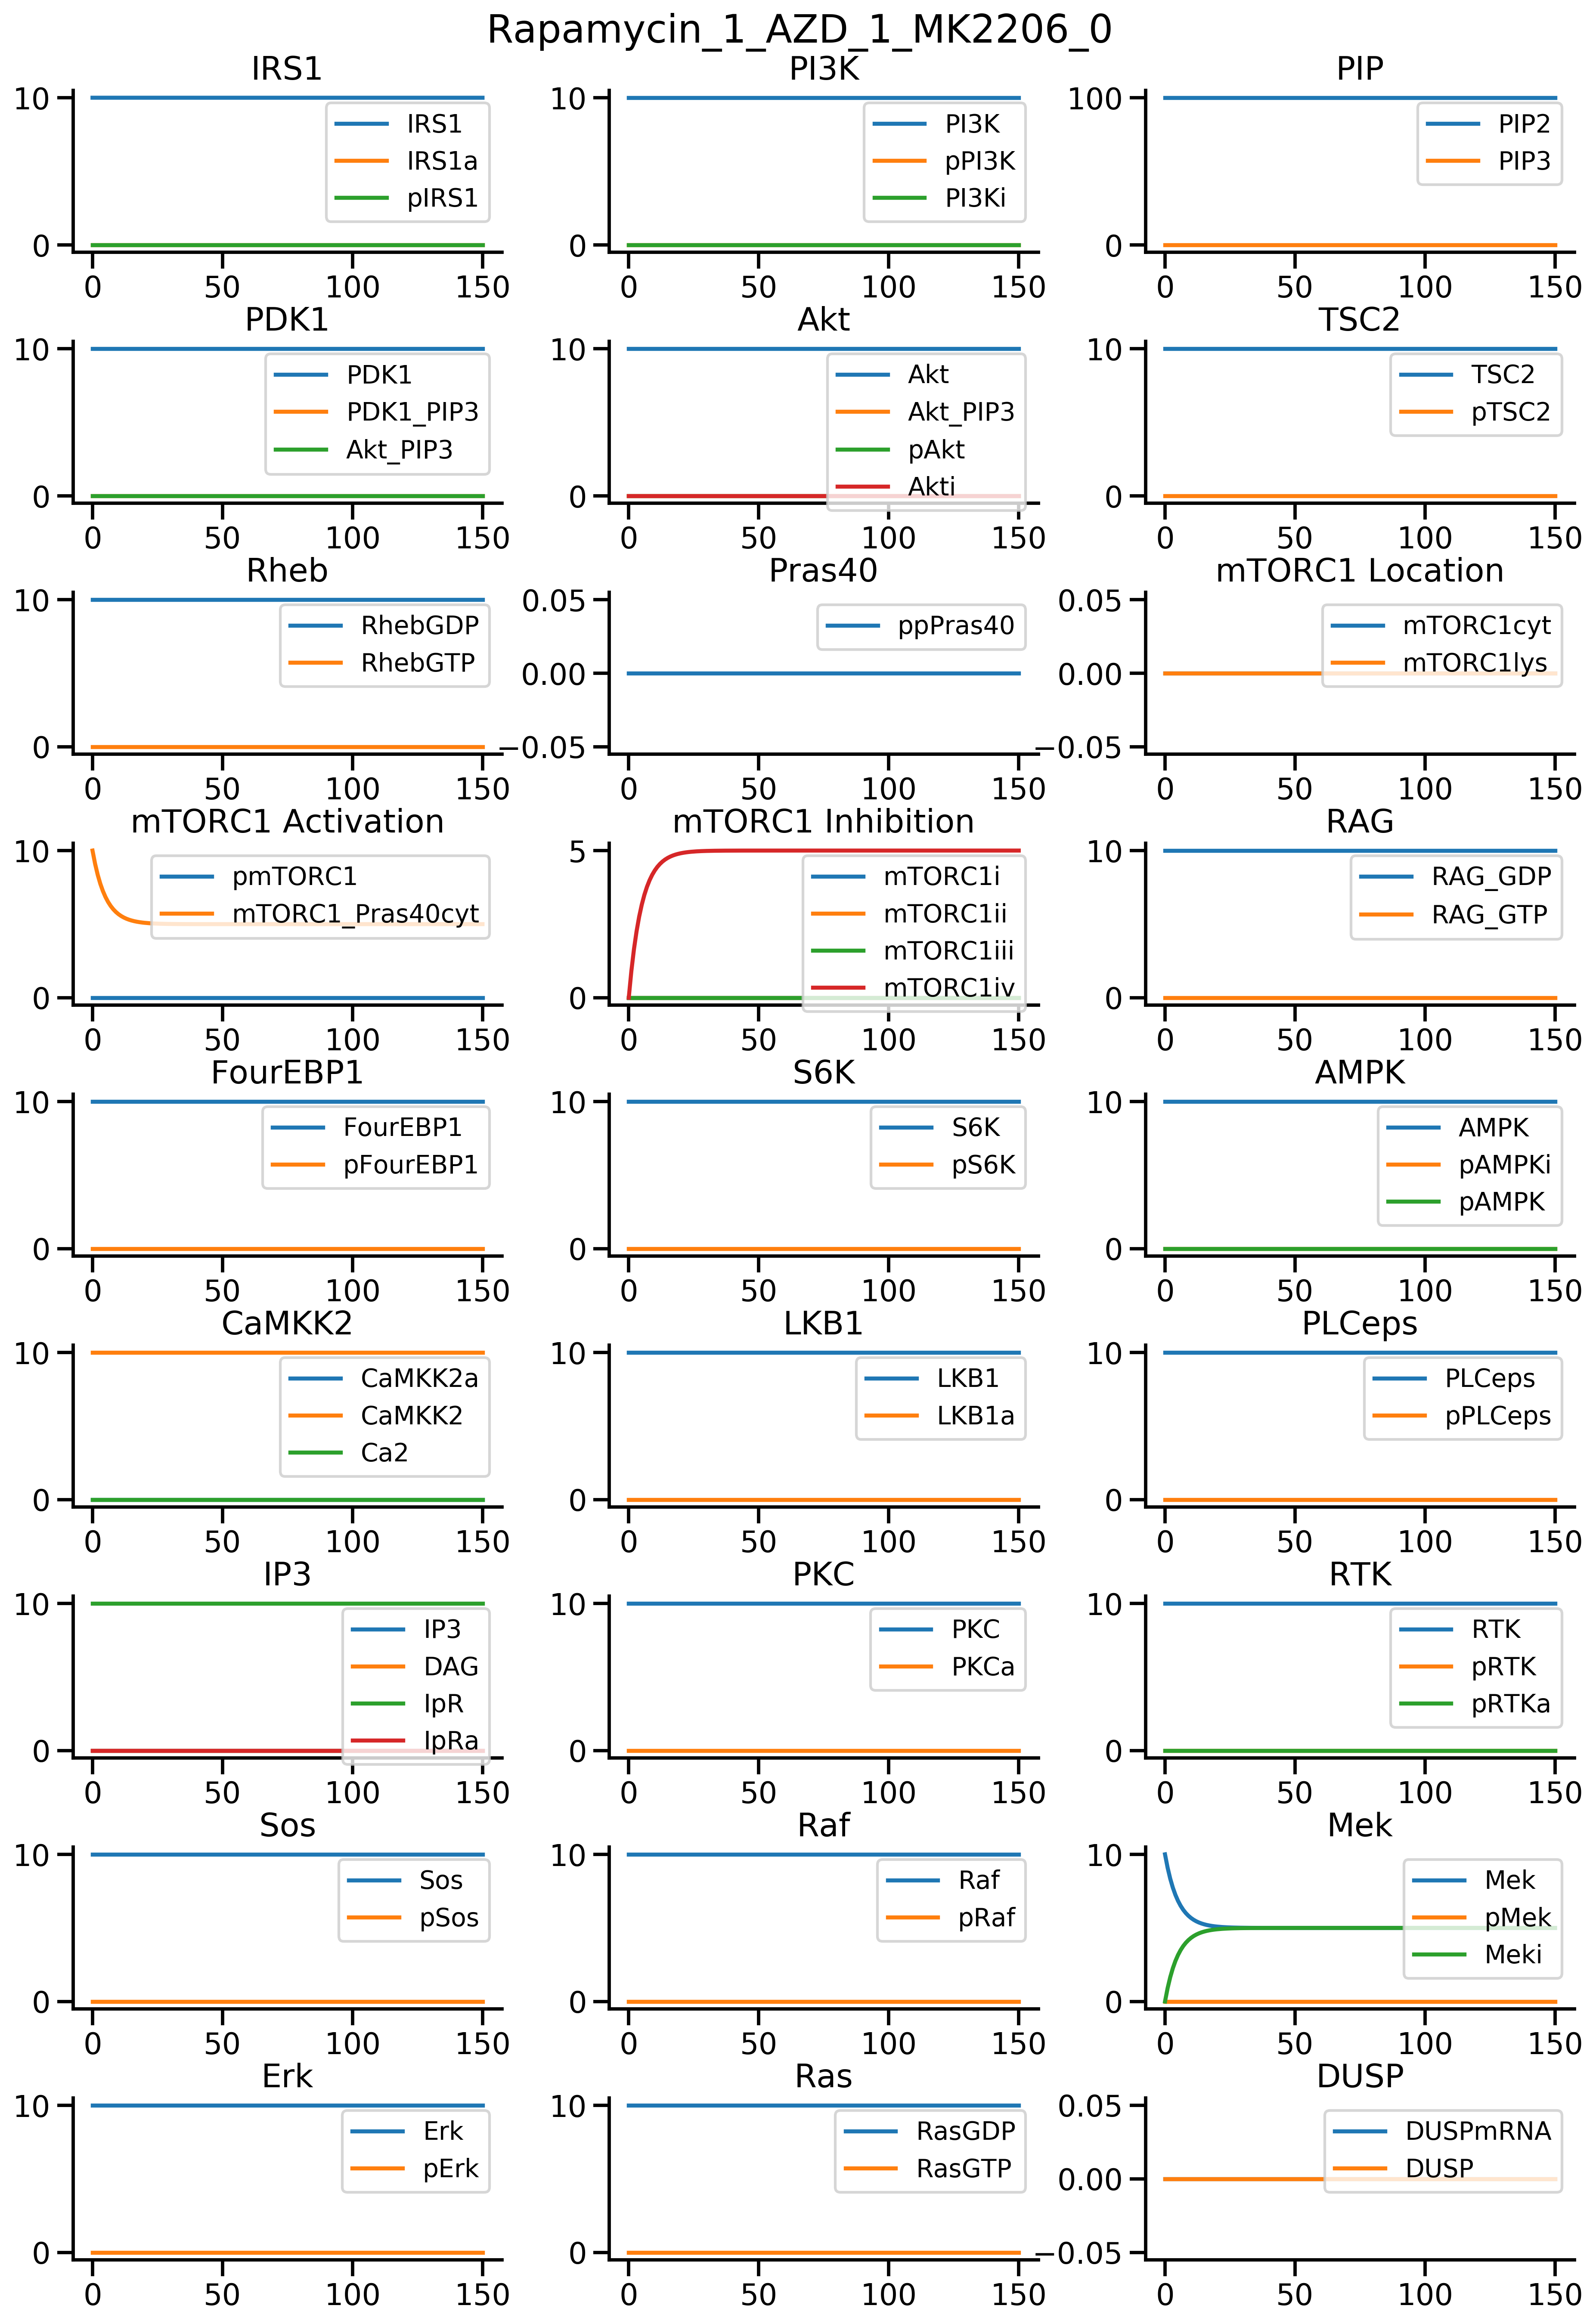 Rapamycin_1_AZD_1_MK2206_0
IRS1
10
0
0 50 100 150
IRS1
IRS1a
pIRS1
PI3K
10
0
0 50 100 150
PI3K
pPI3K
PI3Ki
PIP
100
0
0 50 100 150
PIP2
PIP3
PDK1
10
0
0 50 100 150
PDK1
PDK1_PIP3
Akt_PIP3
Akt
10
0
0 50 100 150
Akt
Akt_PIP3
pAkt
Akti
TSC2
10
0
0 50 100 150
TSC2
pTSC2
Rheb
10
0
0 50 100 150
RhebGDP
RhebGTP
Pras40
0.05
0.00
−0.05
0 50 100 150
ppPras40
mTORC1 Location
0.05
0.00
−0.05
0 50 100 150
mTORC1cyt
mTORC1lys
mTORC1 Activation
10
5
0
0 50 100 150
pmTORC1
mTORC1_Pras40cyt
mTORC1 Inhibition
5
0
0 50 100 150
mTORC1i
mTORC1ii
mTORC1iii
mTORC1iv
RAG
10
0
0 50 100 150
RAG_GDP
RAG_GTP
FourEBP1
10
0
0 50 100 150
FourEBP1
pFourEBP1
S6K
10
0
0 50 100 150
S6K
pS6K
AMPK
10
0
0 50 100 150
AMPK
pAMPKi
pAMPK
CaMKK2
10
0
0 50 100 150
CaMKK2a
CaMKK2
Ca2
LKB1
10
0
0 50 100 150
LKB1
LKB1a
PLCeps
10
0
0 50 100 150
PLCeps
pPLCeps
IP3
10
0
0 50 100 150
IP3
DAG
IpR
IpRa
PKC
10
0
0 50 100 150
PKC
PKCa
RTK
10
0
0 50 100 150
RTK
pRTK
pRTKa
Sos
10
0
0 50 100 150
Sos
pSos
Raf
10
0
0 50 100 150
Raf
pRaf
Mek
10
0
0 50 100 150
Mek
pMek
Meki
Erk
10
0
0 50 100 150
Erk
pErk
Ras
10
0
0 50 100 150
RasGDP
RasGTP
DUSP
0.05
0.00
−0.05
0 50 100 150
DUSPmRNA
DUSP